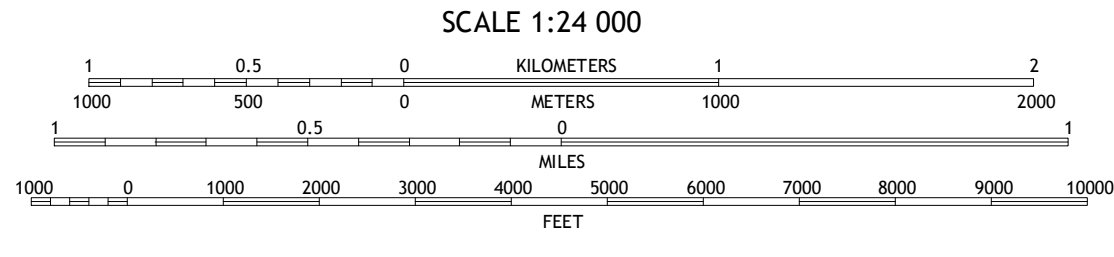 SCALE 1:24 000
1 0.5 0 KILOMETERS 1 2
1000 500 0 METERS 1000 2000
1 0.5 0 1
MILES
1000 0 1000 2000 3000 4000 5000 6000 7000 8000 9000 10000
FEET